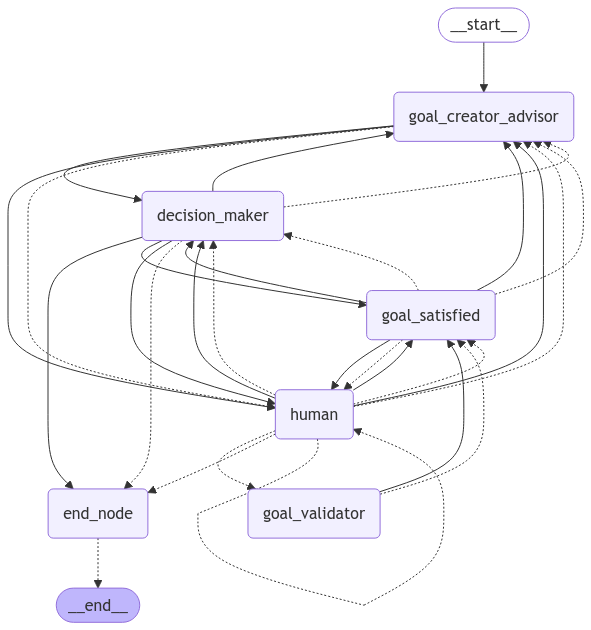 __start__
goal_creator_advisor
decision_maker
goal_satisfied
human
end_node
goal_validator
__end__